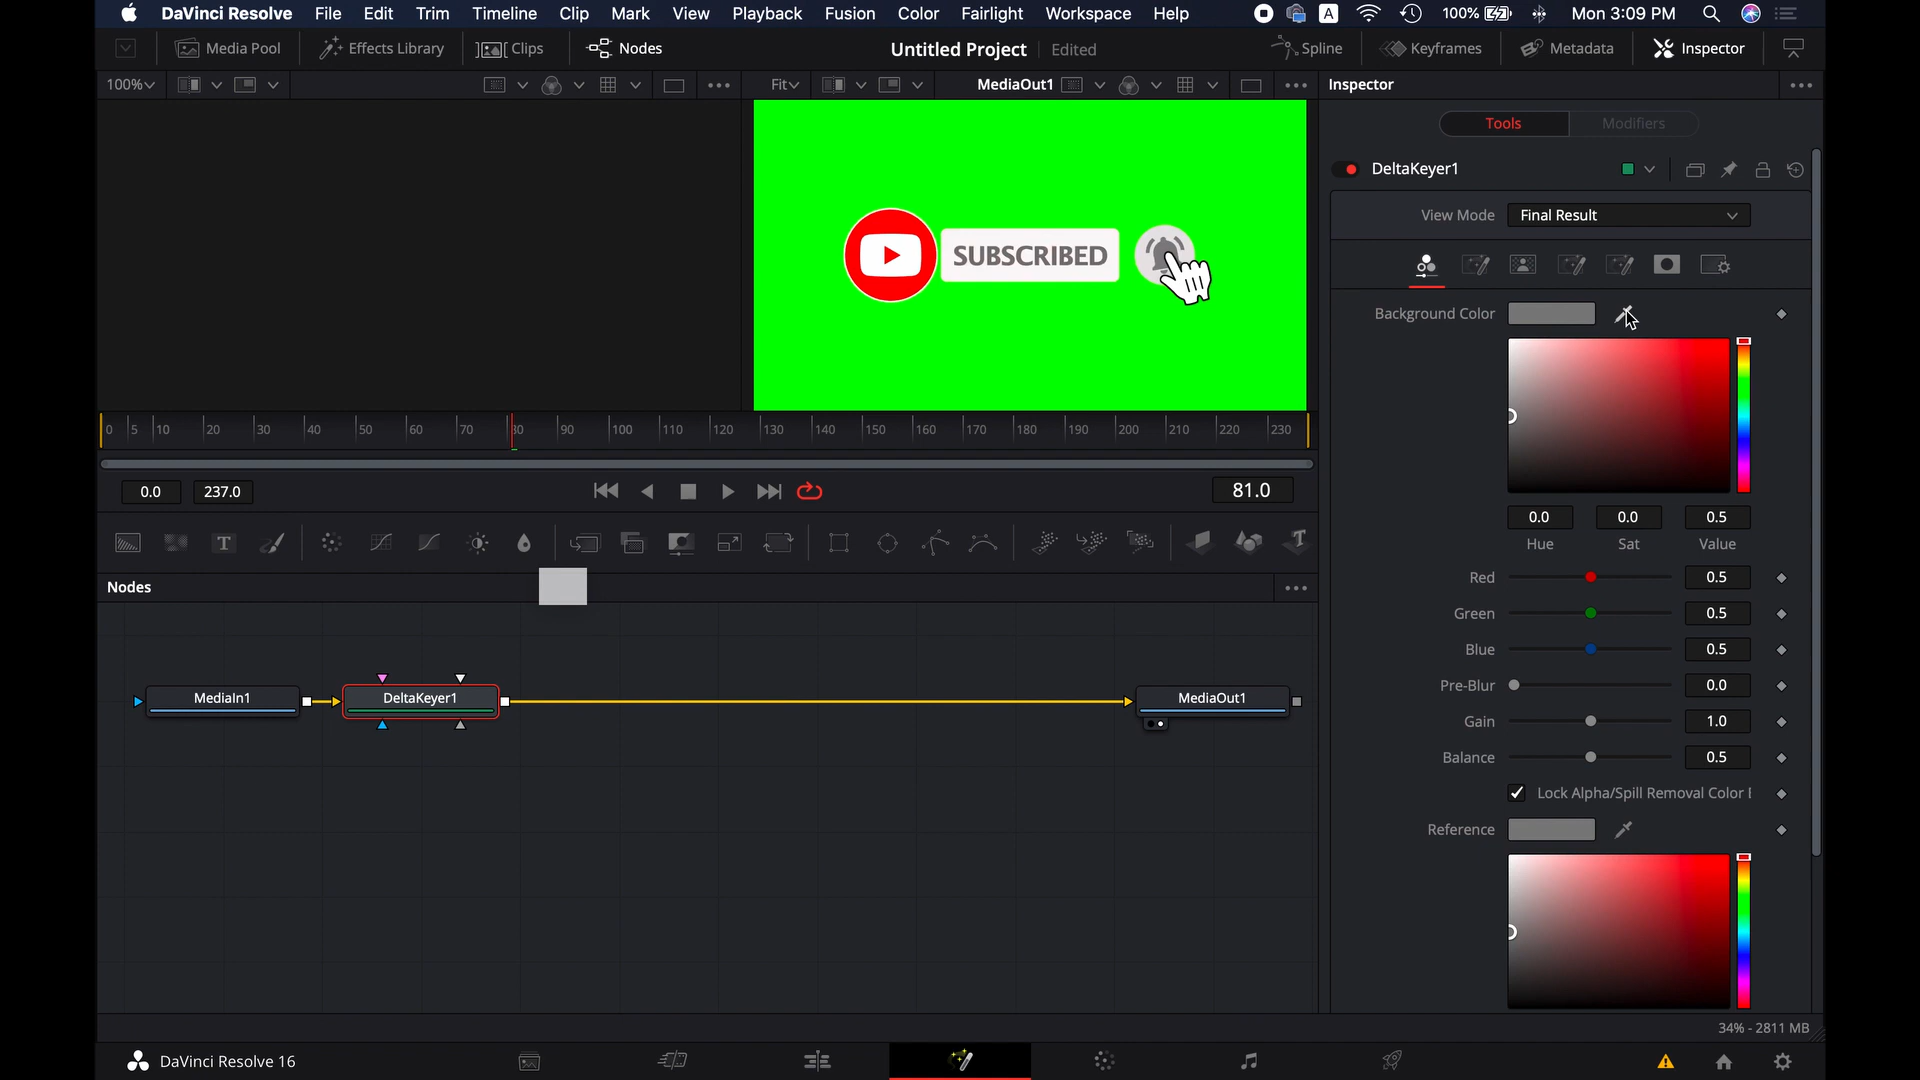 DaVinci Resolve File Edit Trim Timeline Clip Mark View Playback Fusion Color Fairlight Workspace Help A 100% Mon 3:09 PM
Media Pool Effects Library Clips Nodes Untitled Project Edited Spline Keyframes Metadata Inspector
100% Fit MediaOut1 Inspector
Tools Modifiers
DeltaKeyer1
View Mode Final Result
SUBSCRIBED
Background Color
0 5 10 20 30 40 50 60 70 80 90 100 110 120 130 140 150 160 170 180 190 200 210 220 230
0.0 237.0 81.0
0.0 0.0 0.5
Hue Sat Value
T T
Nodes
Red 0.5
Green 0.5
Blue 0.5
Pre-Blur 0.0
Gain 1.0
Balance 0.5
MediaIn1 DeltaKeyer1 MediaOut1
Lock Alpha/Spill Removal Color
Reference
34% - 2811 MB
DaVinci Resolve 16